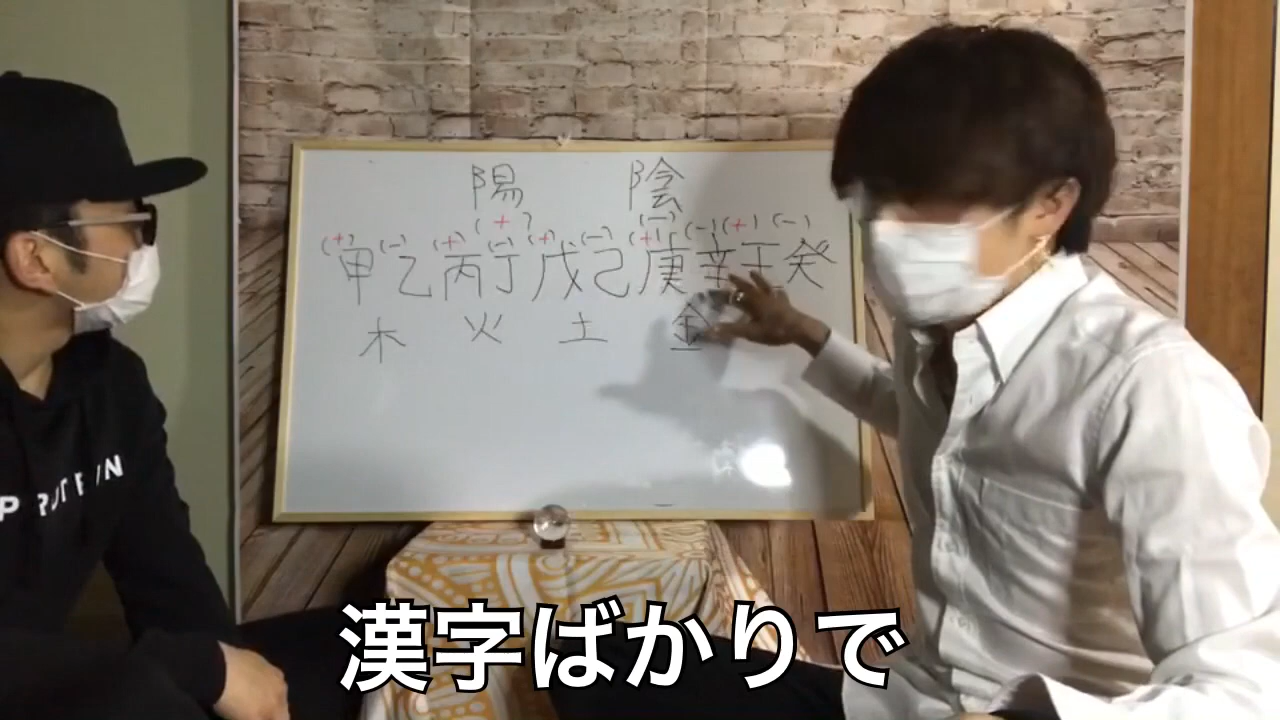 陽 陰
(+) (-)
(+) (-) (+) (-) (+) (-) (+) (-) (+) (-)
甲乙丙丁戊己庚辛壬癸
木 火 土 金
漢字ばかりで